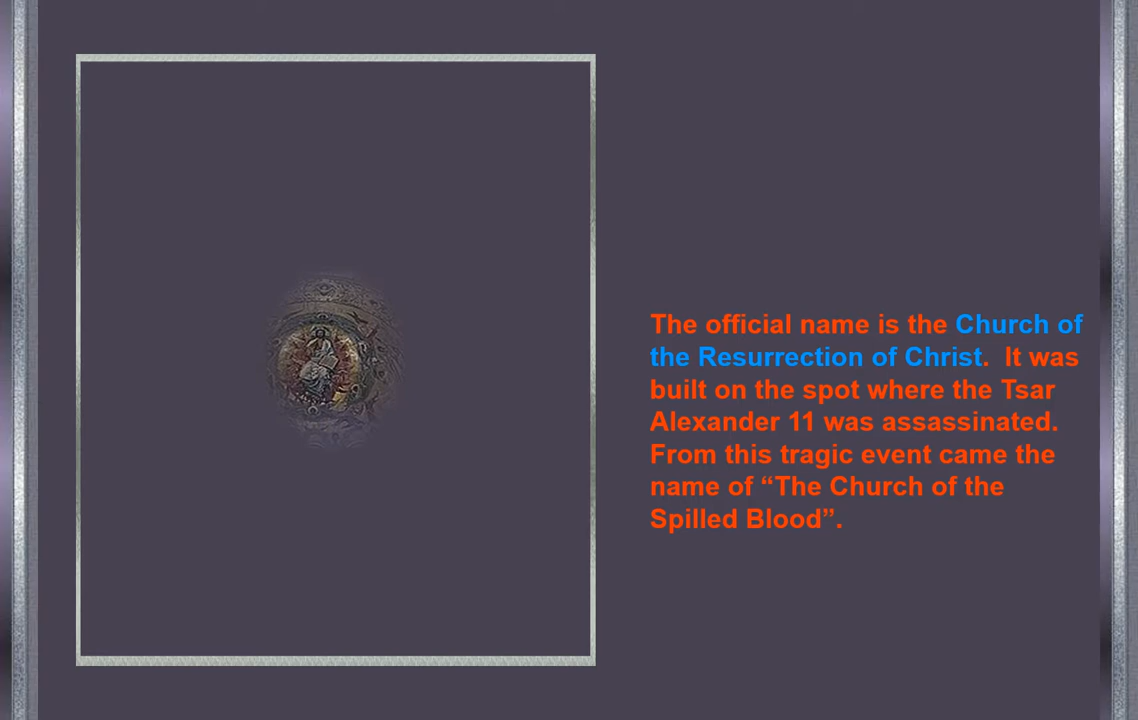 The official name is the Church of
the Resurrection of Christ.  It was
built on the spot where the Tsar
Alexander 11 was assassinated.
From this tragic event came the
name of “The Church of the
Spilled Blood”.